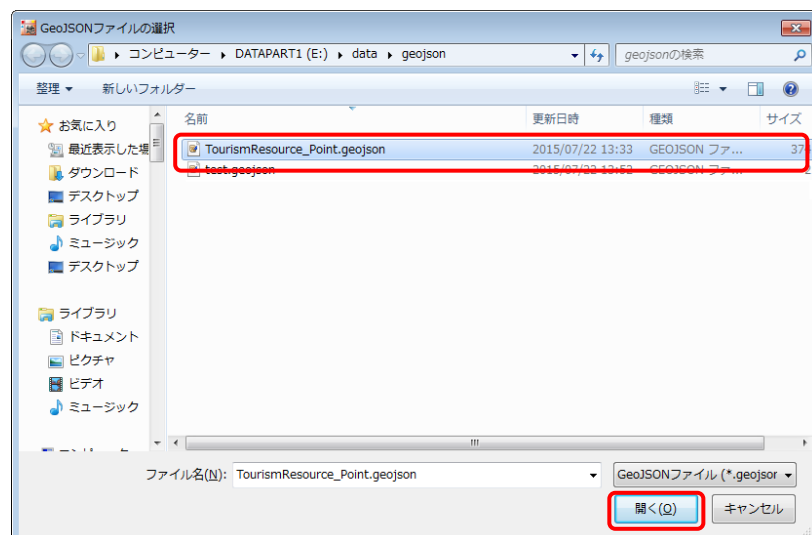 GeoJSONファイルの選択
コンピューター DATAPART1 (E:) data geojson
geojsonの検索
整理 新しいフォルダー
名前 更新日時 種類 サイズ
TourismResource_Point.geojson 2015/07/22 13:33 GEOJSON ファ... 376
test.geojson 2015/07/22 13:52 GEOJSON ファ...
お気に入り
最近表示した場
ダウンロード
デスクトップ
ライブラリ
ミュージック
デスクトップ
ライブラリ
ドキュメント
ピクチャ
ビデオ
ミュージック
ファイル名(N): TourismResource_Point.geojson
GeoJSONファイル (*.geojsor
開く(O) キャンセル